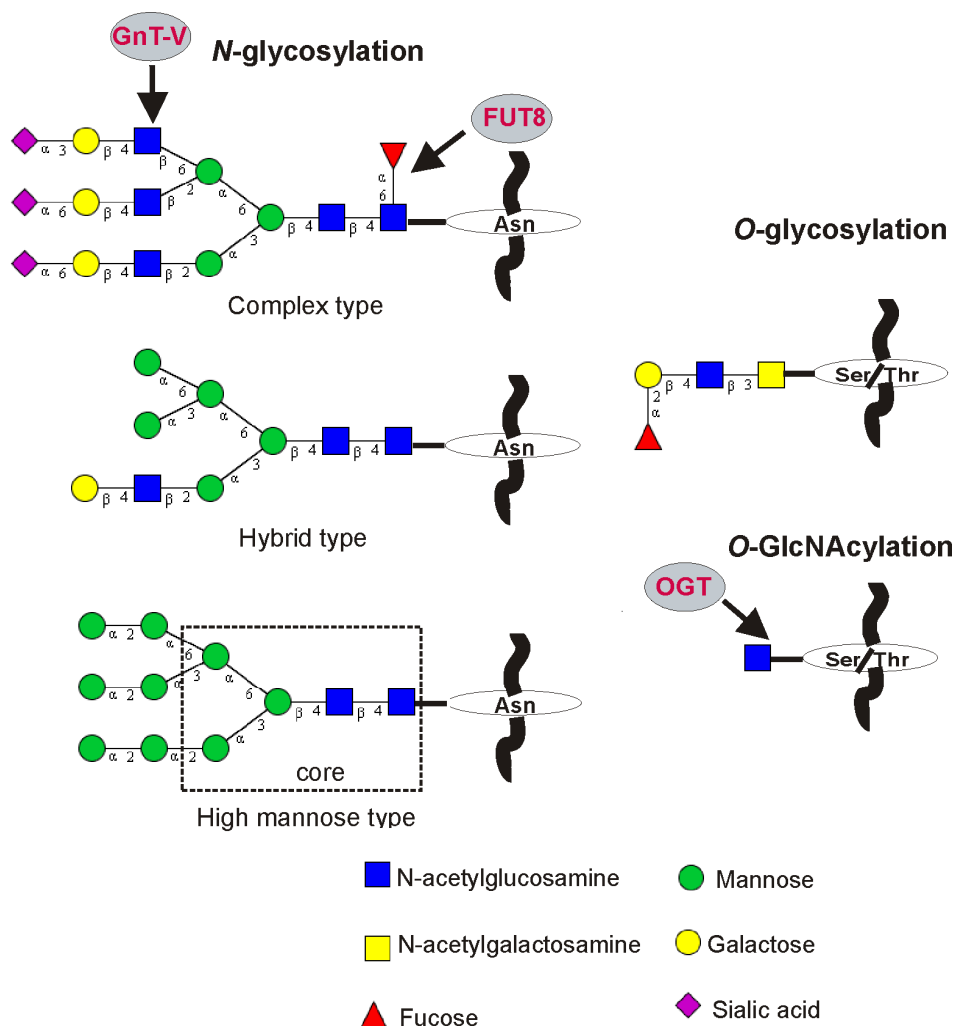 GnT-V
N-glycosylation
FUT8
α 3 β 4 β 6
α 6
α 6 β 4 β 2 α 6
β 4 β 4
Asn
α 6 β 4 β 2 α 3
Complex type
O-glycosylation
α 6
α 3 α 6
β 4 β 4
Asn
β 4 β 2 α 3
Hybrid type
β 4 β 3
2 α
Ser/Thr
O-GlcNAcylation
OGT
Ser/Thr
α 2 6
α 2 α 3 α 6
β 4 β 4
Asn
α 2 α 2 α 3
core
High mannose type
N-acetylglucosamine
Mannose
N-acetylgalactosamine
Galactose
Fucose
Sialic acid